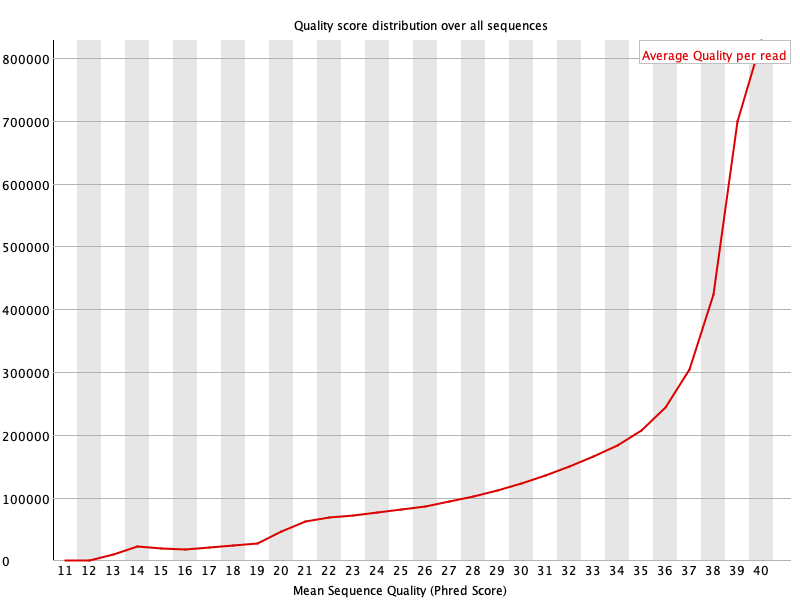 Quality score distribution over all sequences
Average Quality per read
800000
700000
600000
500000
400000
300000
200000
100000
0
11 12 13 14 15 16 17 18 19 20 21 22 23 24 25 26 27 28 29 30 31 32 33 34 35 36 37 38 39 40
Mean Sequence Quality (Phred Score)